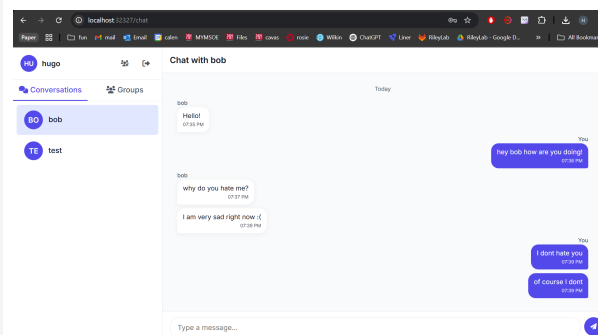 localhost:32327/chat
Paper fun mail Email calen MYMSOE Files cavas rosie Wilkin ChatGPT Liner RileyLab RileyLab - Google D... » All Bookmar
HU hugo
Chat with bob
Conversations Groups
BO bob
TE test
Today
bob
Hello!
07:35 PM
You
hey bob how are you doing!
07:36 PM
bob
why do you hate me?
07:37 PM
I am very sad right now :(
07:39 PM
You
I dont hate you
07:39 PM
of course I dont
07:39 PM
Type a message...